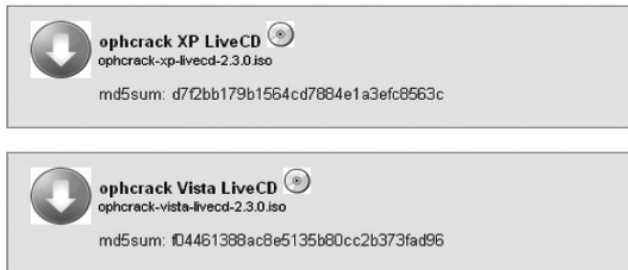 ophcrack XP LiveCD
ophcrack-xp-livecd-2.3.0.iso
md5sum: d7f2bb179b1564cd7884e1a3efc8563c
ophcrack Vista LiveCD
ophcrack-vista-livecd-2.3.0.iso
md5sum: f04461388ac8e5135b80cc2b373fad96